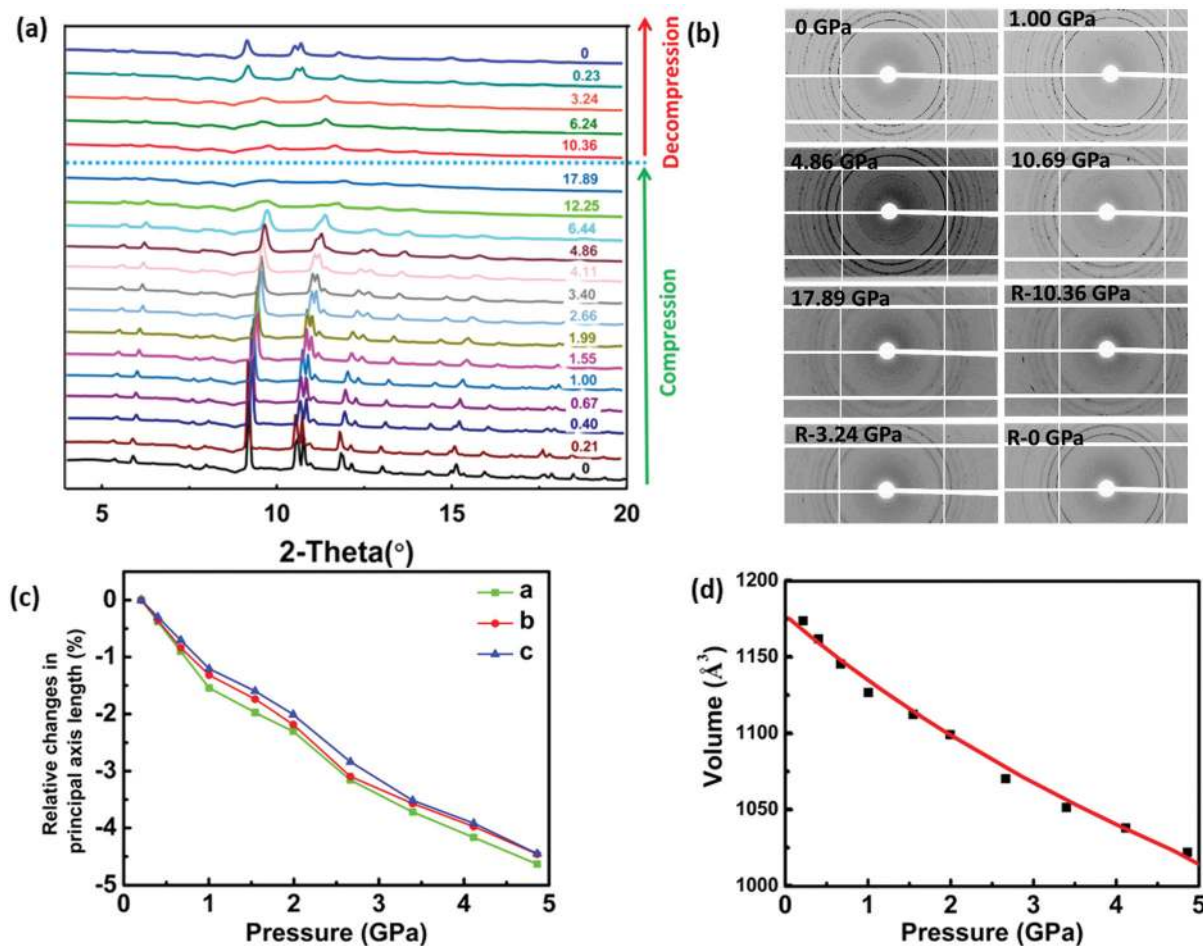 (a)
0
0.23
3.24
6.24
10.36
17.89
12.25
6.44
4.86
4.11
3.40
2.66
1.99
1.55
1.00
0.67
0.40
0.21
0
Decompression
Compression
5 10 15 20
2-Theta(°)
(b)
0 GPa 1.00 GPa
4.86 GPa 10.69 GPa
17.89 GPa R-10.36 GPa
R-3.24 GPa R-0 GPa
(c)
Relative changes in
principal axis length (%)
0
-1
-2
-3
-4
-5
a
b
c
0 1 2 3 4 5
Pressure (GPa)
(d)
Volume (Å³)
1200
1150
1100
1050
1000
0 1 2 3 4 5
Pressure (GPa)